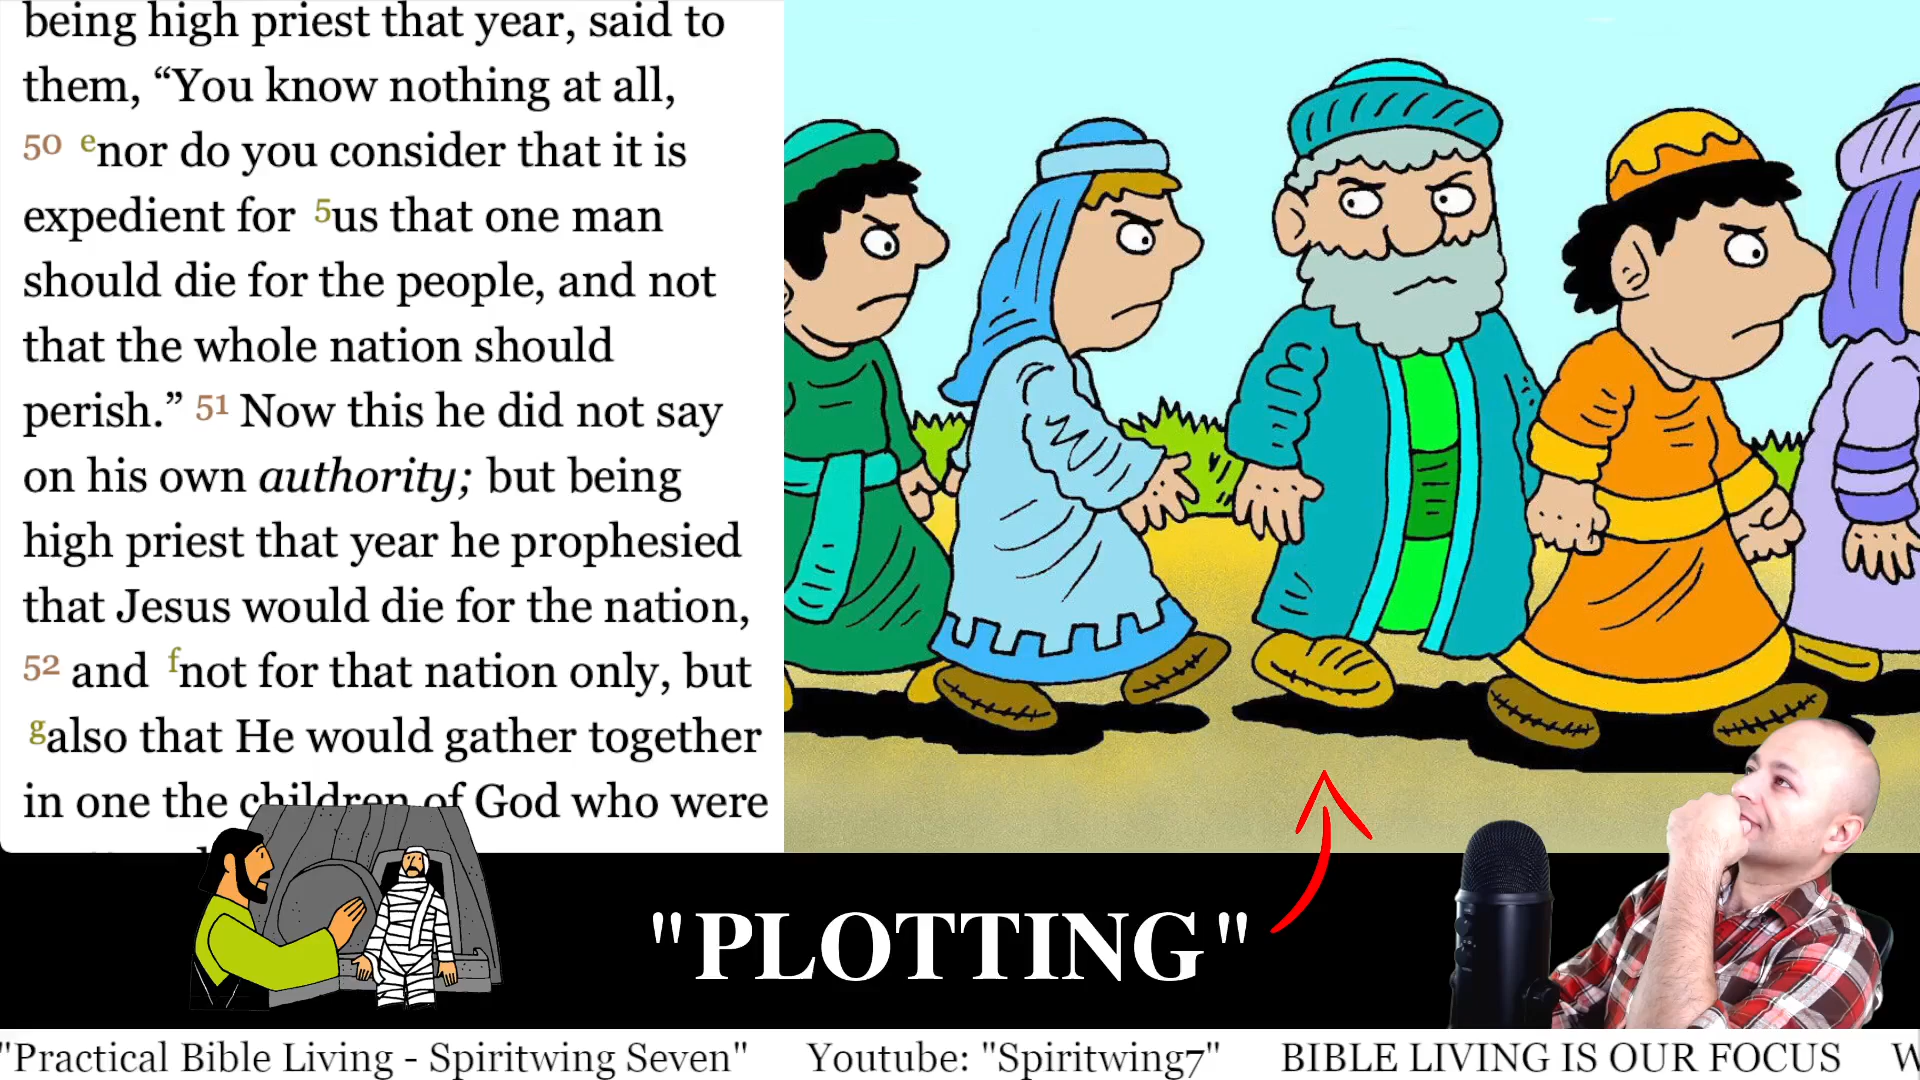 being high priest that year, said to
them, “You know nothing at all,
50 enor do you consider that it is
expedient for 5us that one man
should die for the people, and not
that the whole nation should
perish.” 51 Now this he did not say
on his own authority; but being
high priest that year he prophesied
that Jesus would die for the nation,
52 and fnot for that nation only, but
galso that He would gather together
in one the children of God who were
"PLOTTING"
"Practical Bible Living - Spiritwing Seven" Youtube: "Spiritwing7" BIBLE LIVING IS OUR FOCUS